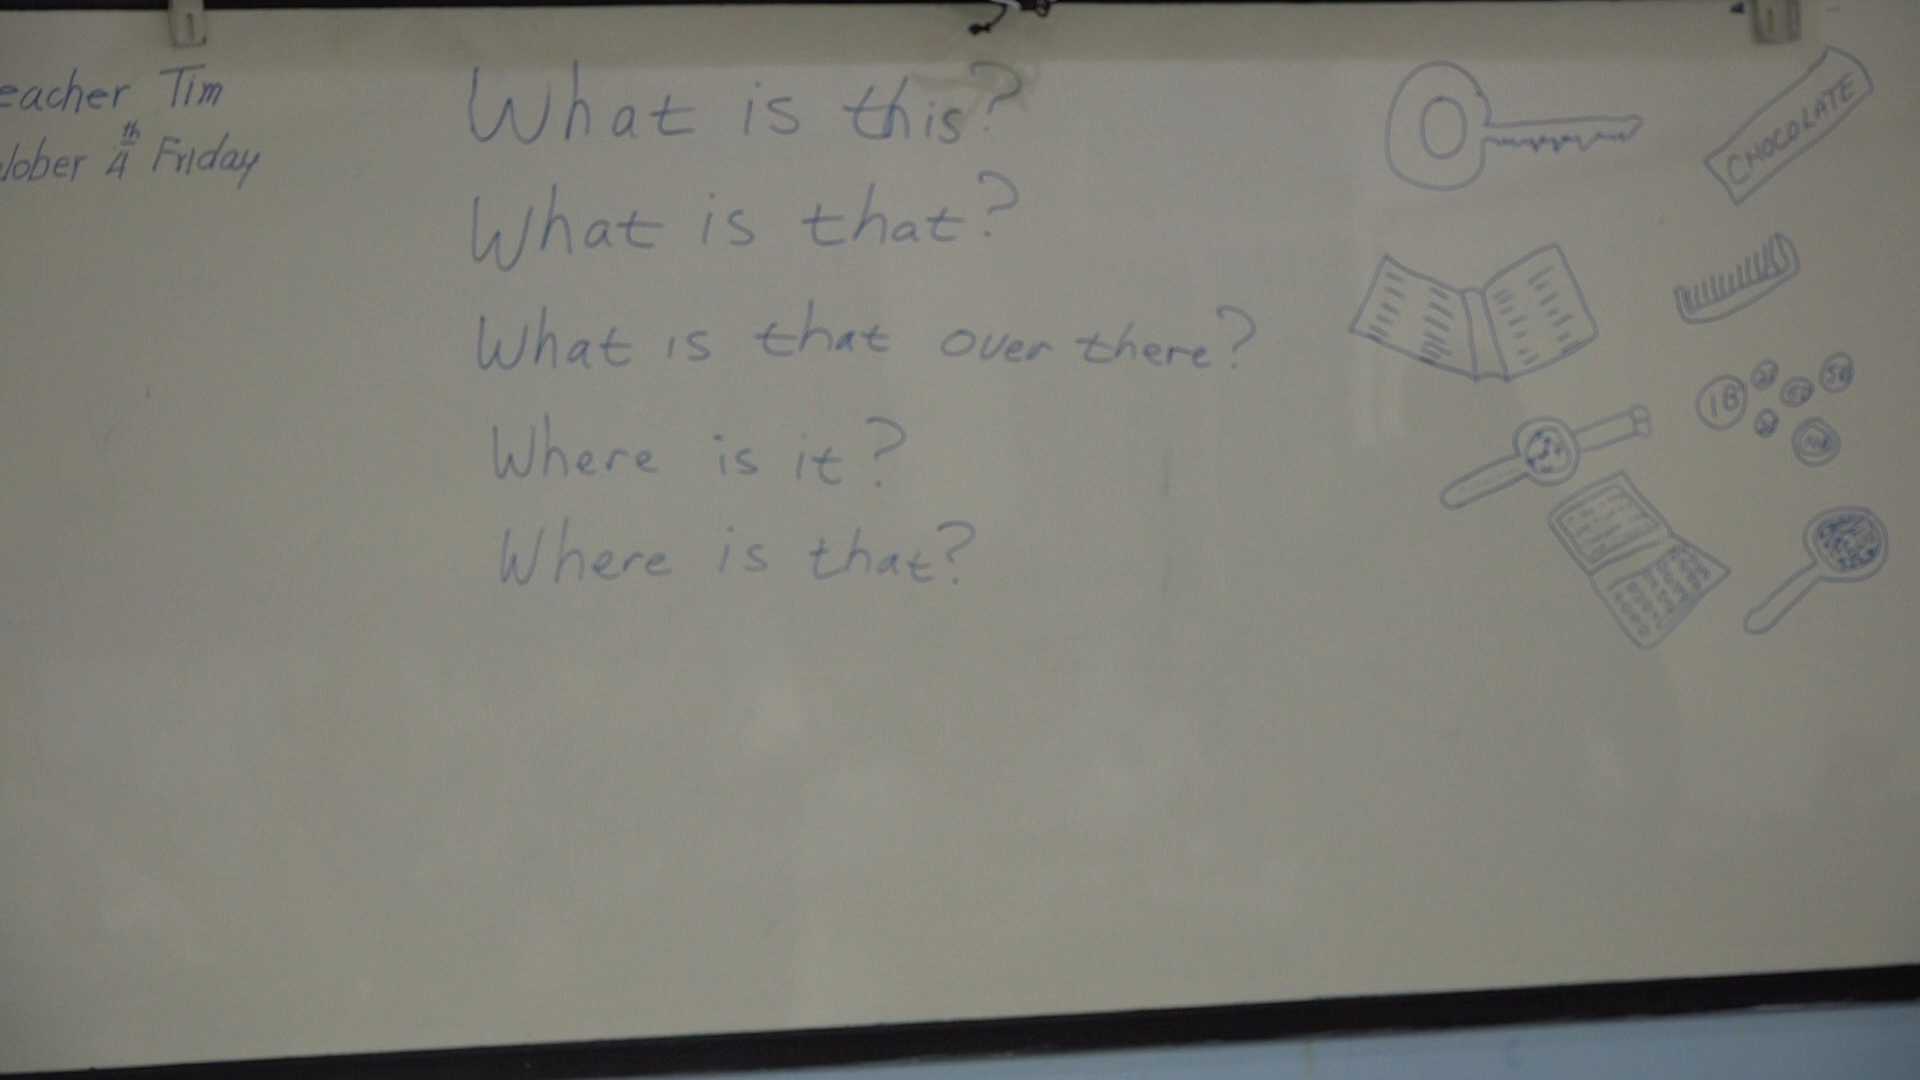 eacher Tim
ctober 4th Friday
What is this?
What is that?
What is that over there?
Where is it?
Where is that?
CHOCOLATE